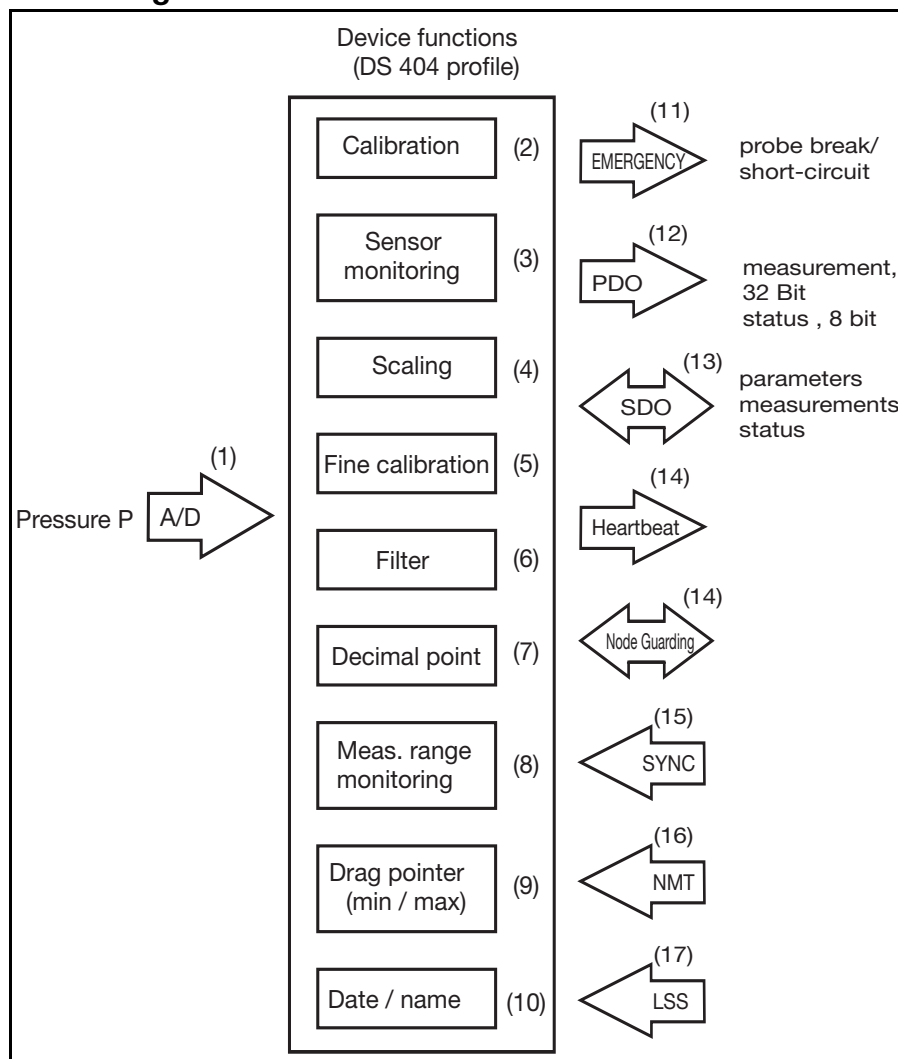 Device functions
(DS 404 profile)
Calibration
(2)
Sensor
monitoring
(3)
Scaling
(4)
Fine calibration
(5)
Filter
(6)
Decimal point
(7)
Meas. range
monitoring
(8)
Drag pointer
(min / max)
(9)
Date / name
(10)
Pressure P
(1)
A/D
(11)
EMERGENCY
probe break/
short-circuit
(12)
PDO
measurement,
32 Bit
status , 8 bit
(13)
SDO
parameters
measurements
status
(14)
Heartbeat
(14)
Node Guarding
(15)
SYNC
(16)
NMT
(17)
LSS